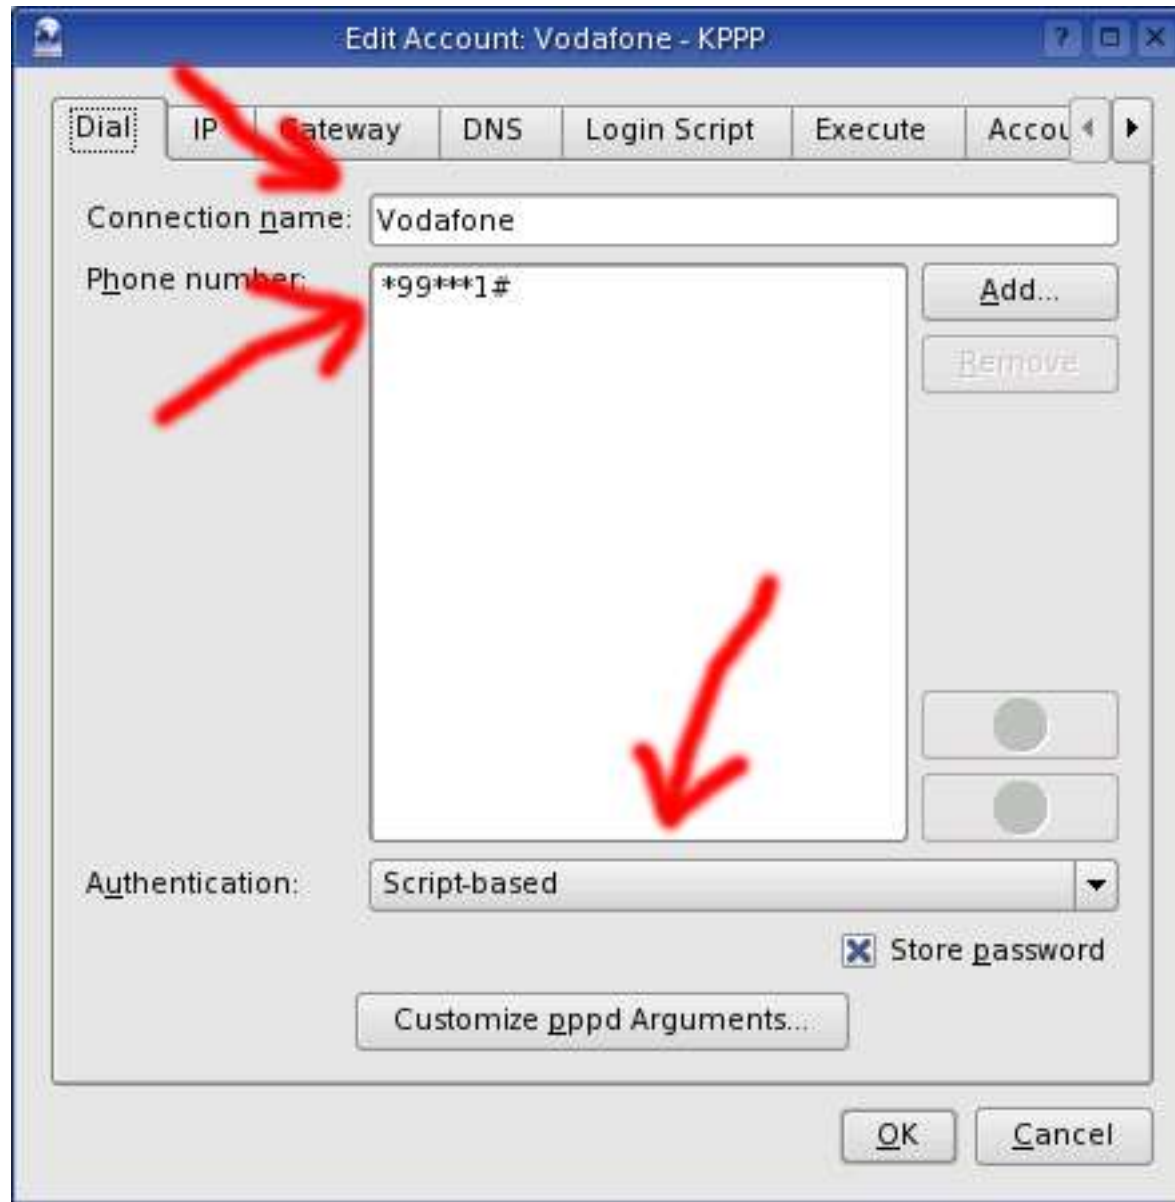 Edit Account: Vodafone - KPPP
Dial IP Gateway DNS Login Script Execute Accou
Connection name: Vodafone
Phone number: *99***1# Add...
Remove
Authentication: Script-based
Store password
Customize pppd Arguments...
OK Cancel